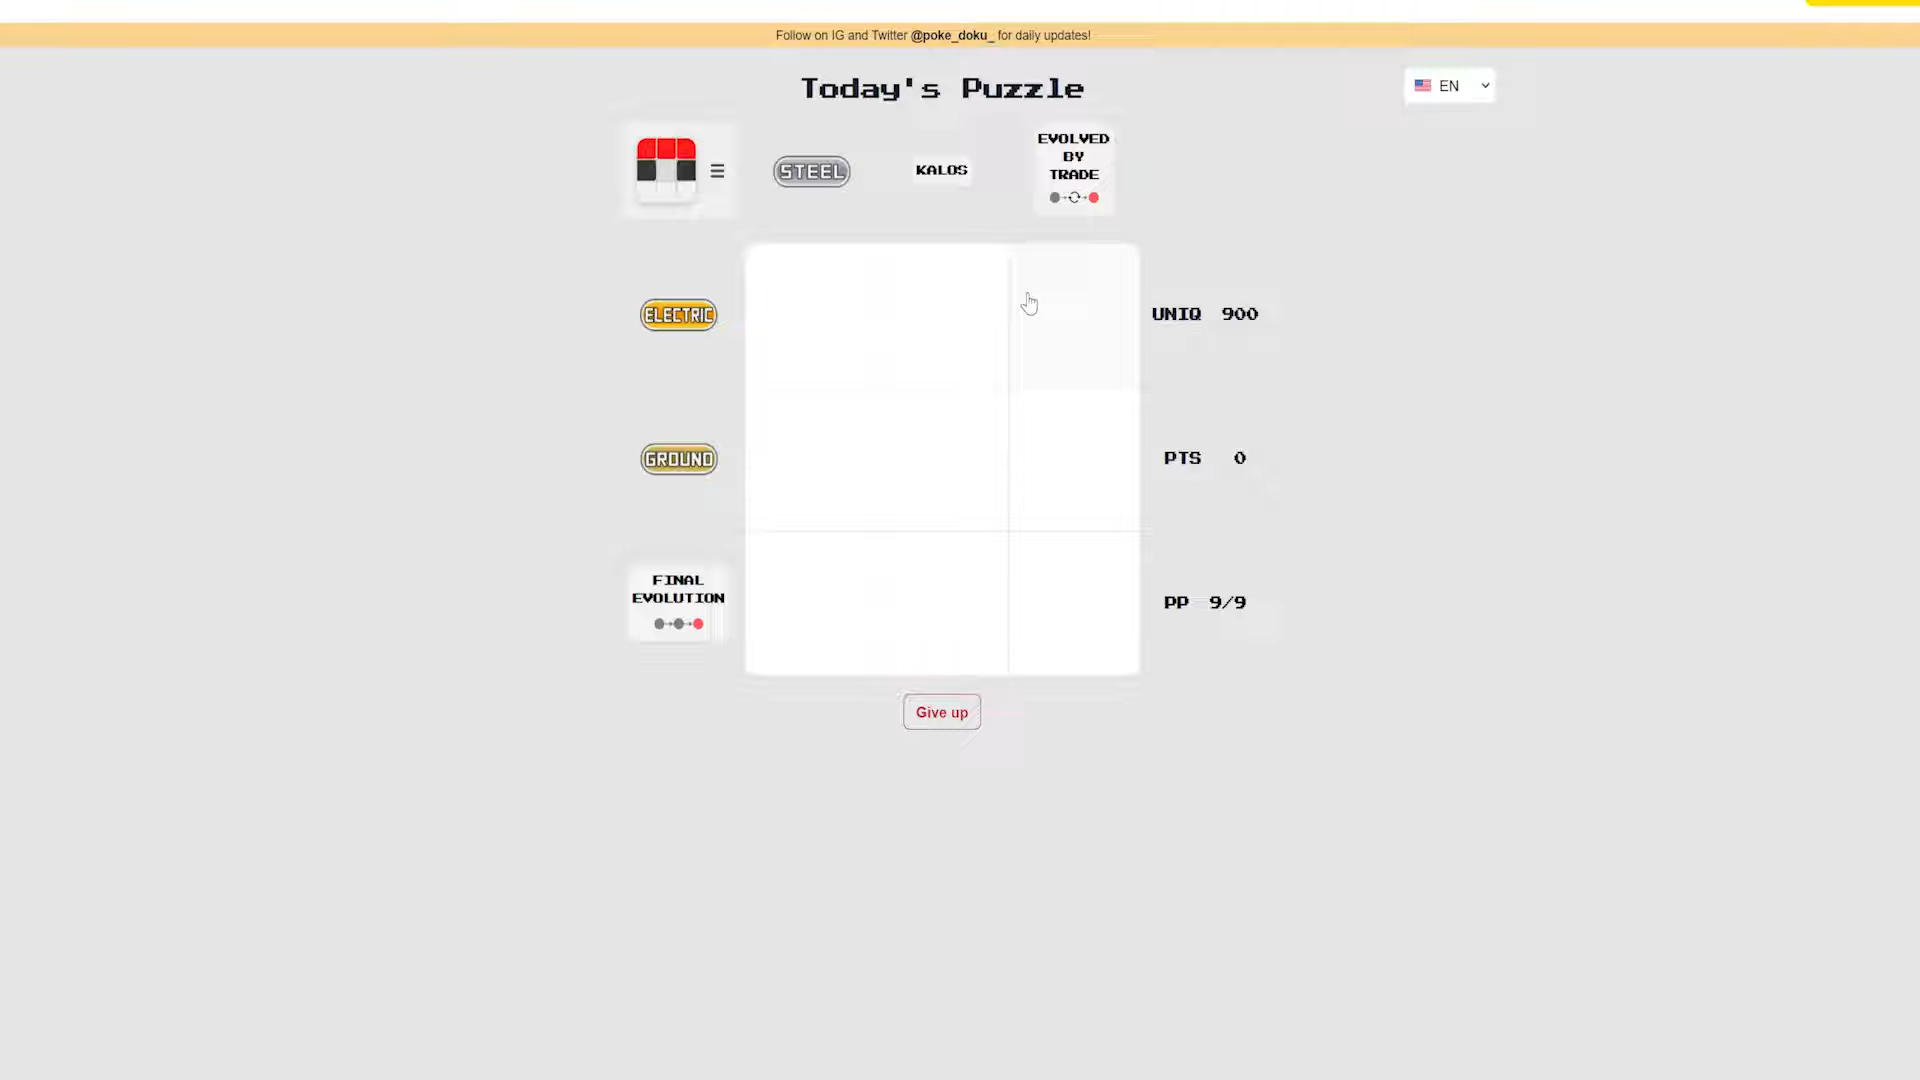 Follow on IG and Twitter @poke_doku_ for daily updates!
Today's Puzzle
EN
STEEL
KALOS
EVOLVED
BY
TRADE
ELECTRIC
UNIQ 900
GROUND
PTS 0
FINAL
EVOLUTION
PP 9/9
Give up